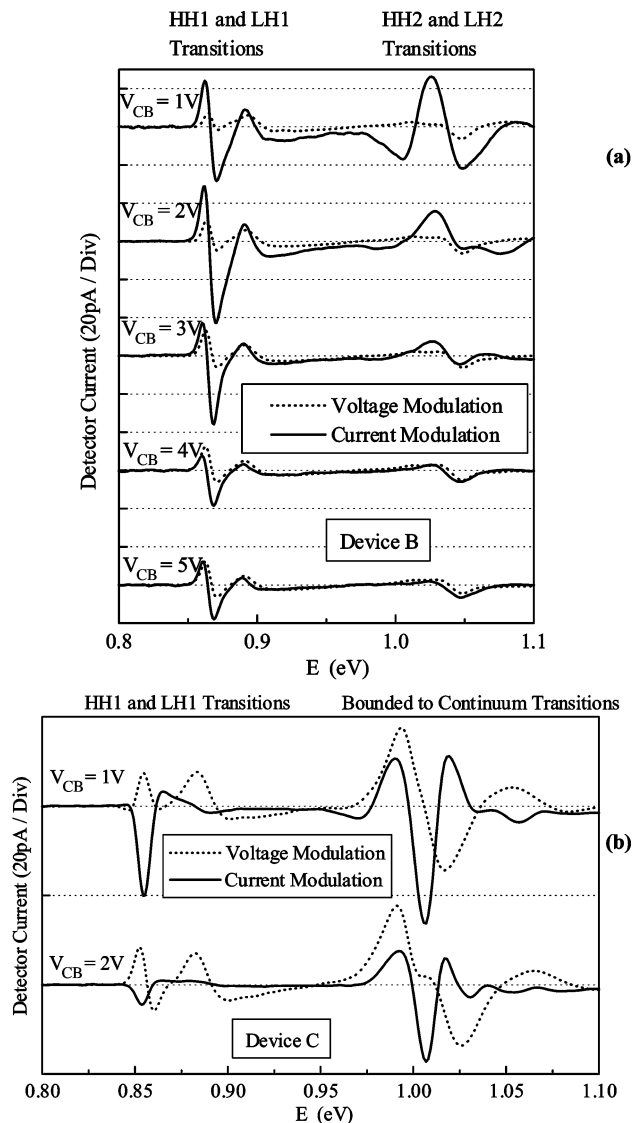 HH1 and LH1
Transitions
HH2 and LH2
Transitions
V_CB = 1V
(a)
V_CB = 2V
V_CB = 3V
Voltage Modulation
Current Modulation
V_CB = 4V
Device B
V_CB = 5V
Detector Current (20pA / Div)
0.8 0.9 1.0 1.1
E (eV)
HH1 and LH1 Transitions
Bounded to Continuum Transitions
V_CB = 1V
Voltage Modulation
Current Modulation
(b)
V_CB = 2V
Device C
Detector Current (20pA / Div)
0.80 0.85 0.90 0.95 1.00 1.05 1.10
E (eV)